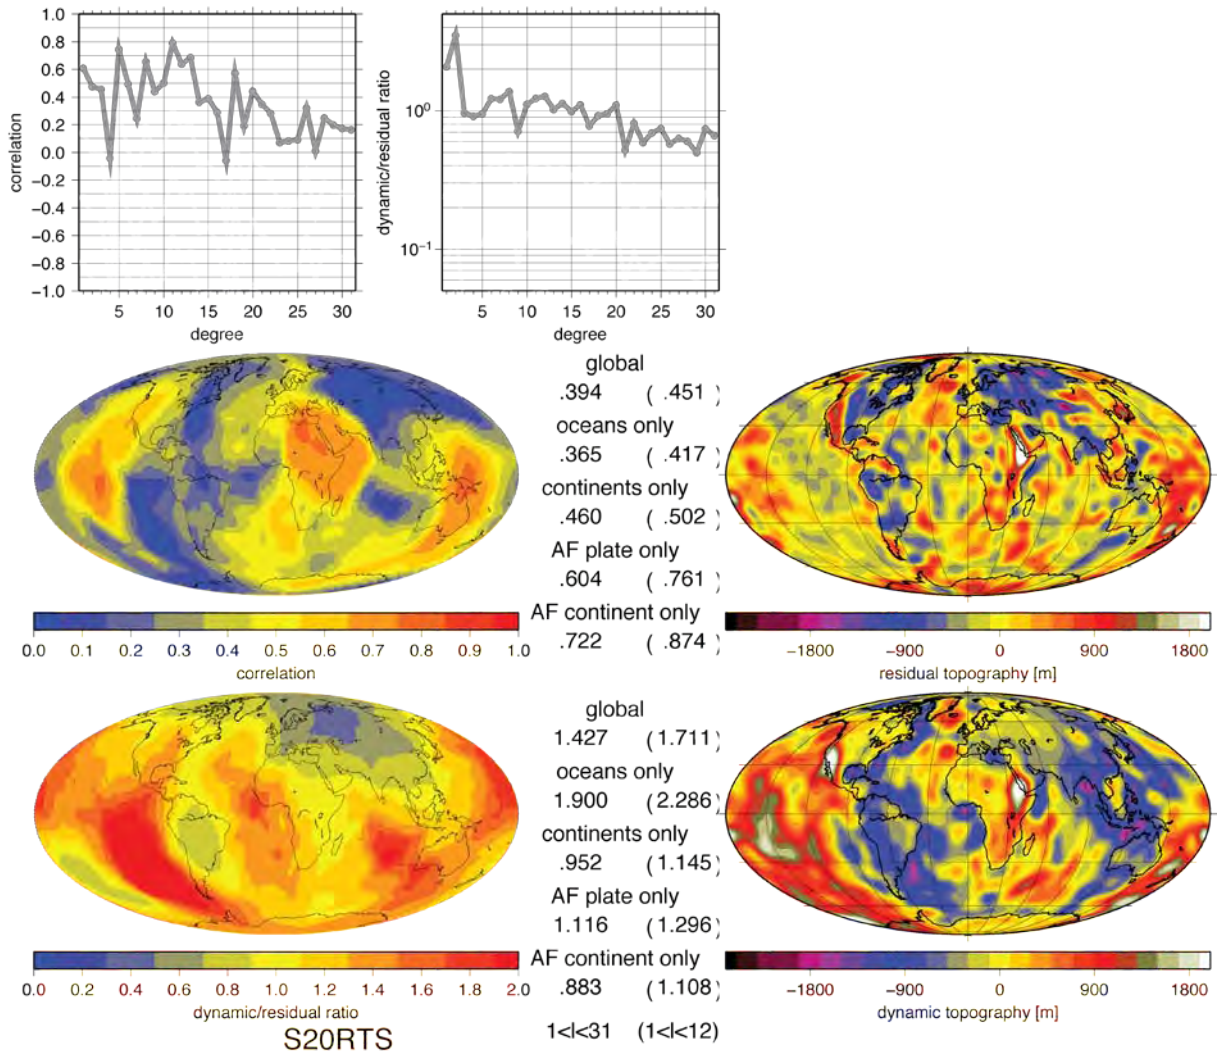 1.0
0.8
0.6
0.4
0.2
0.0
−0.2
−0.4
−0.6
−0.8
−1.0
correlation
5 10 15 20 25 30
degree
dynamic/residual ratio
10⁰
10⁻¹
5 10 15 20 25 30
degree
global
.394 ( .451)
oceans only
.365 ( .417)
continents only
.460 ( .502)
AF plate only
.604 ( .761)
AF continent only
.722 ( .874)
0.0 0.1 0.2 0.3 0.4 0.5 0.6 0.7 0.8 0.9 1.0
correlation
−1800 −900 0 900 1800
residual topography [m]
global
1.427 (1.711)
oceans only
1.900 (2.286)
continents only
.952 (1.145)
AF plate only
1.116 (1.296)
AF continent only
.883 (1.108)
0.0 0.2 0.4 0.6 0.8 1.0 1.2 1.4 1.6 1.8 2.0
dynamic/residual ratio
−1800 −900 0 900 1800
dynamic topography [m]
S20RTS
1<l<31 (1<l<12)